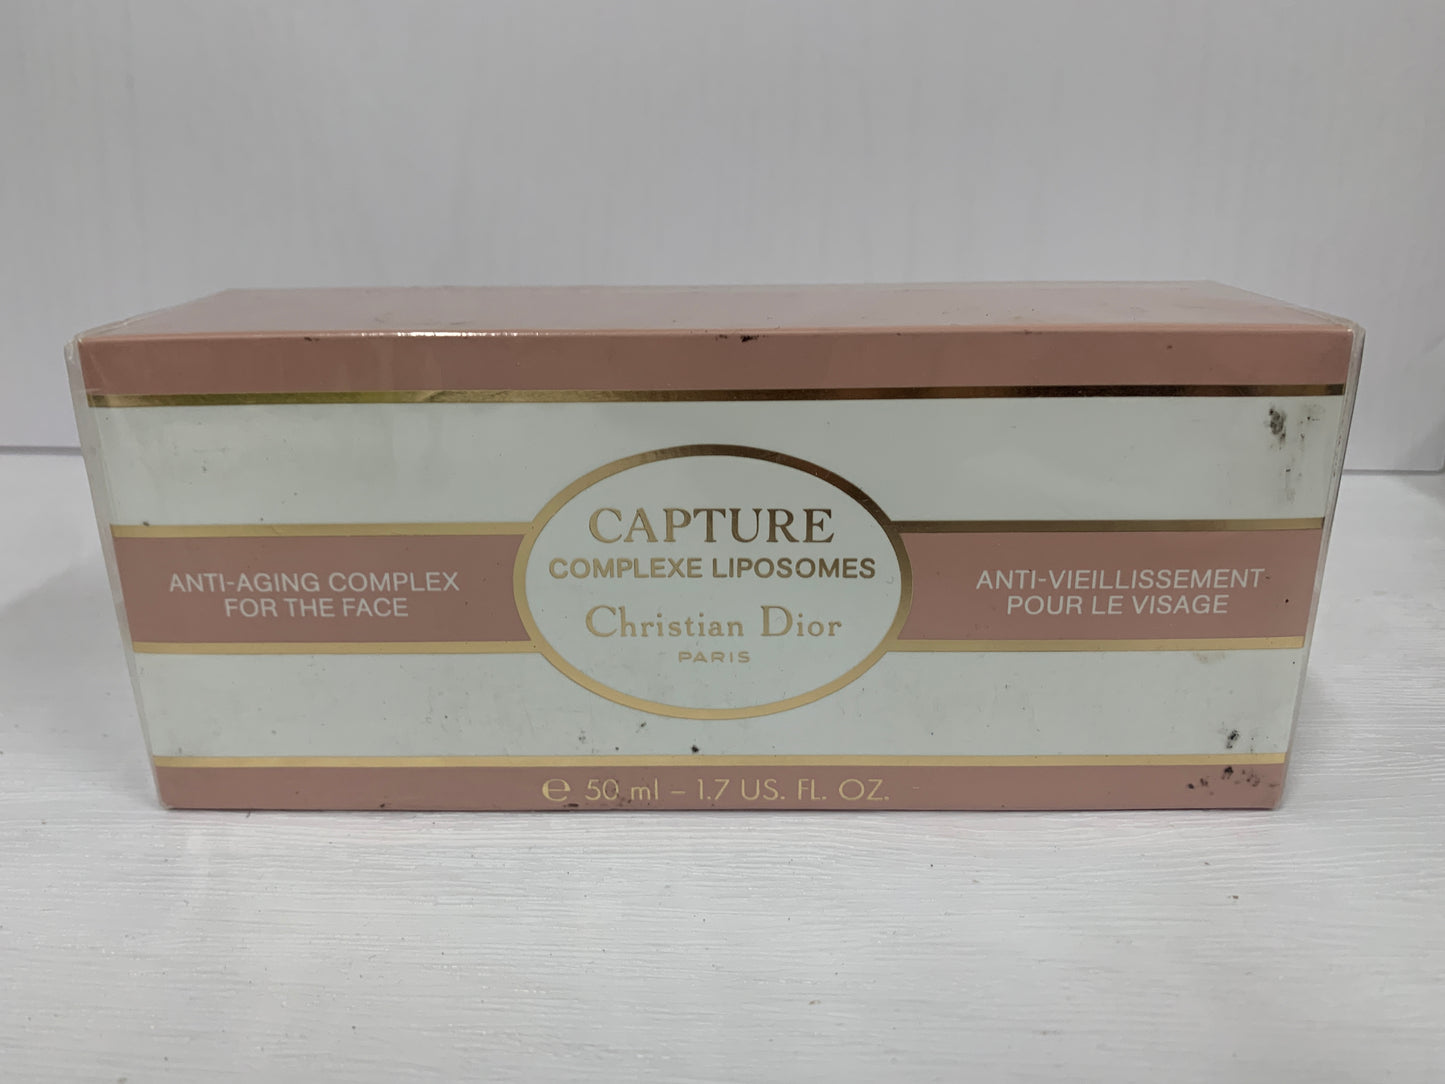 CAPTURE
COMPLEXE LIPOSOMES
Christian Dior
PARIS
ANTI-AGING COMPLEX
FOR THE FACE
ANTI-VIEILLISSEMENT
POUR LE VISAGE
℮ 50 ml – 1.7 US. FL. OZ.